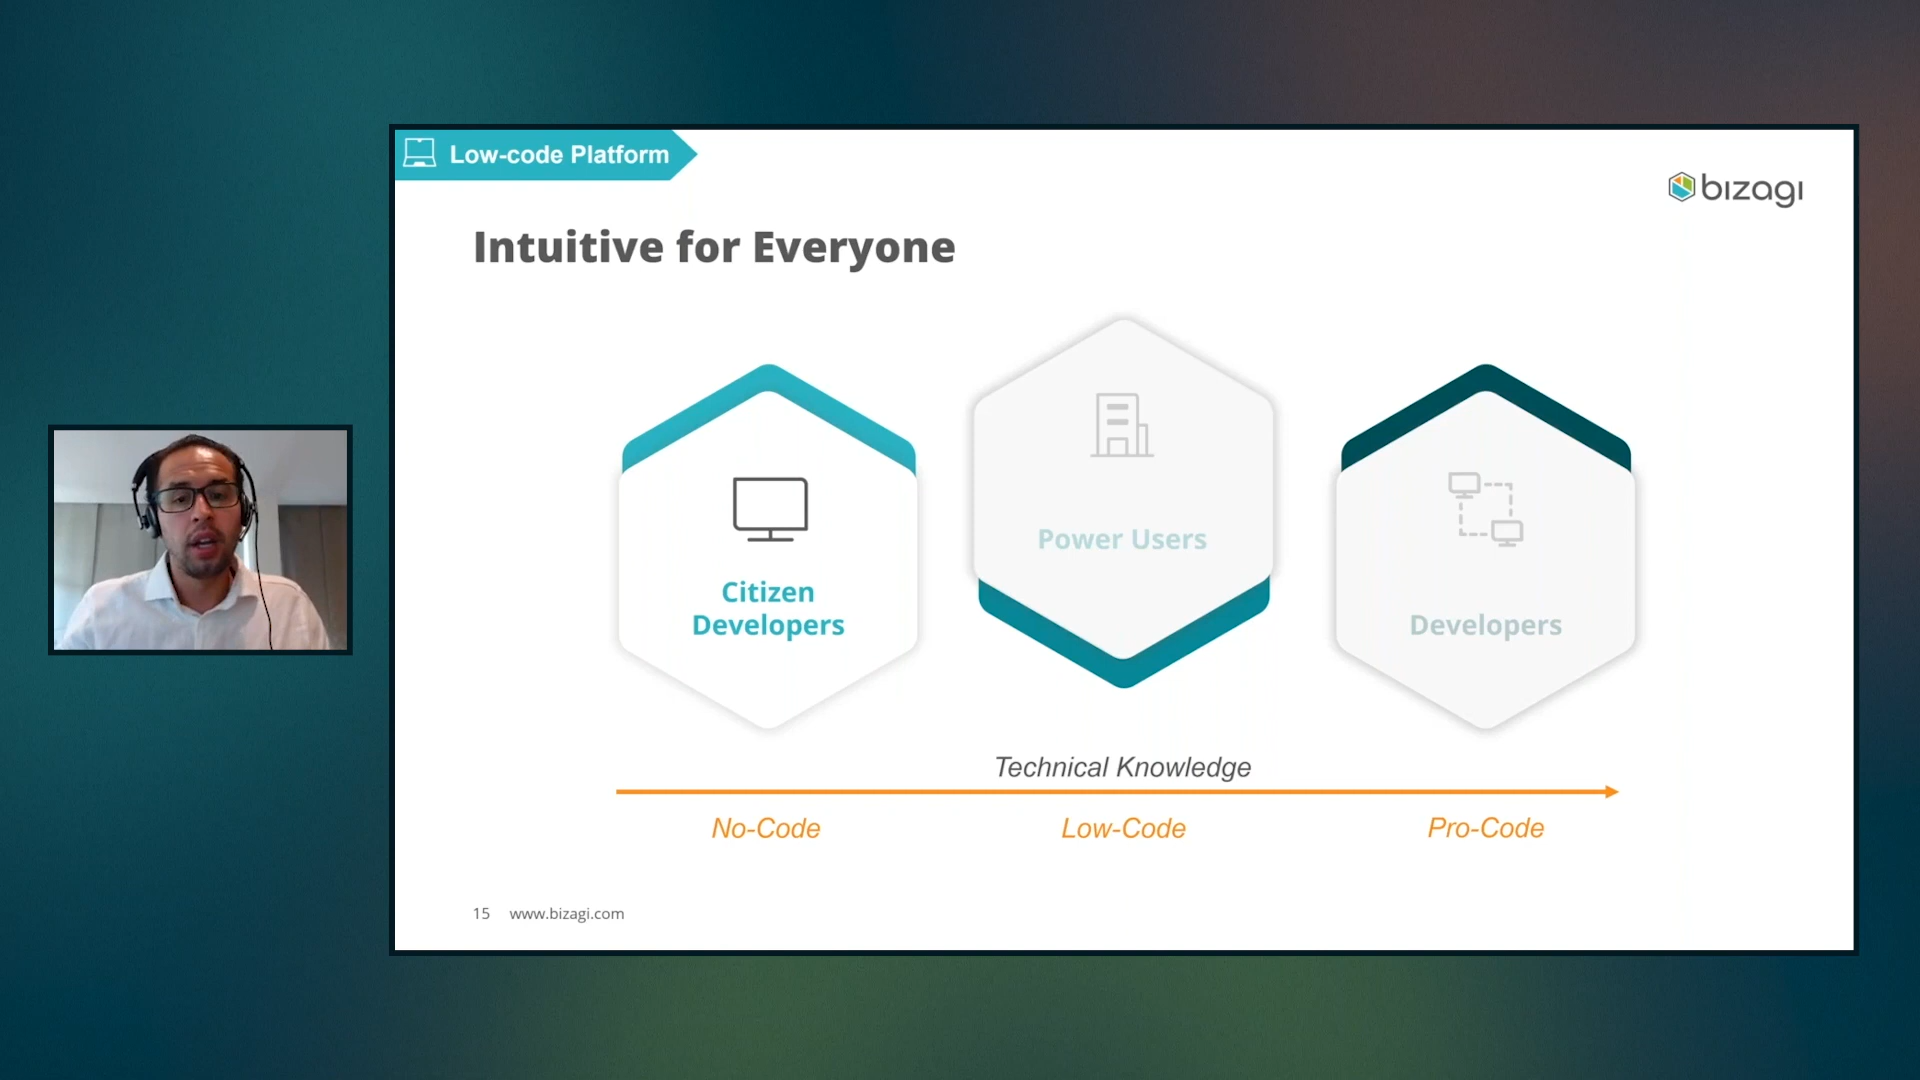 Low-code Platform
bizagi
Intuitive for Everyone
Citizen
Developers
Power Users
Developers
Technical Knowledge
No-Code
Low-Code
Pro-Code
15 www.bizagi.com